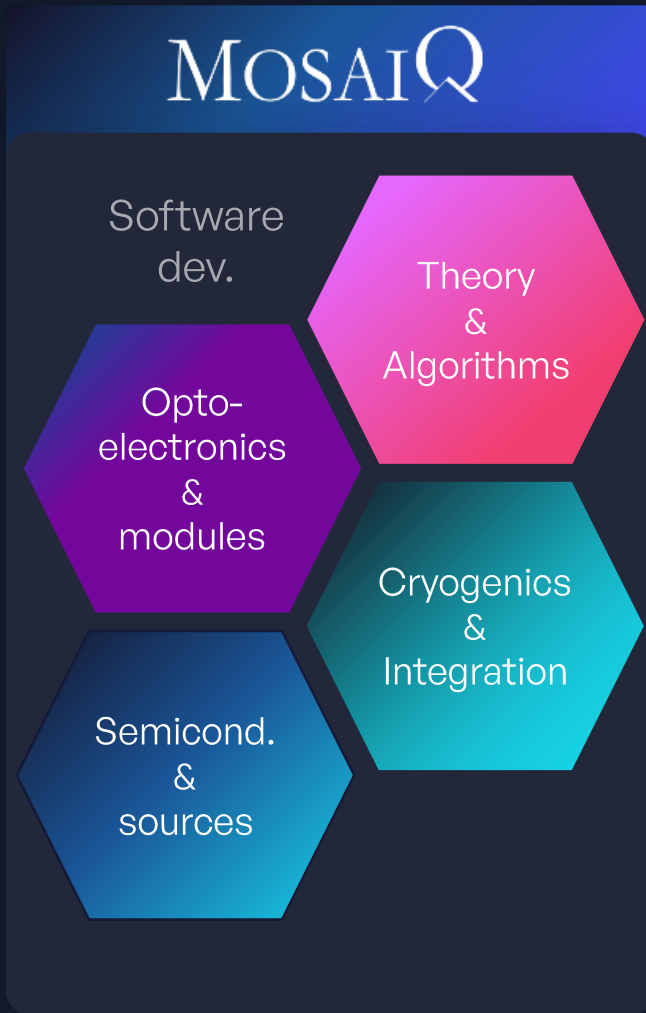 MOSAIQ
Software
dev.
Theory
&
Algorithms
Opto-
electronics
&
modules
Cryogenics
&
Integration
Semicond.
&
sources